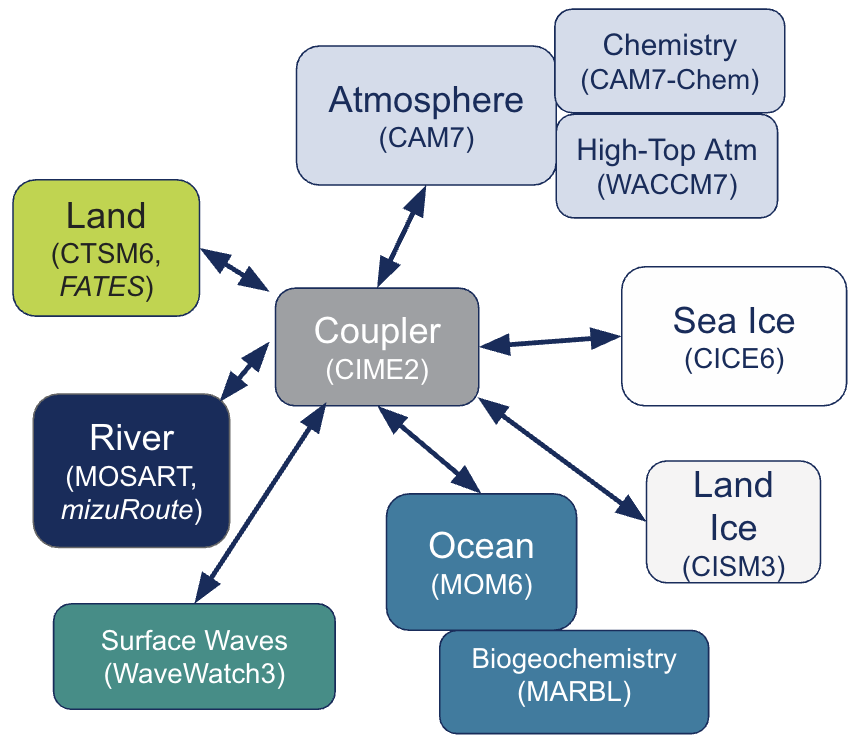 Chemistry
(CAM7-Chem)
Atmosphere
(CAM7)
High-Top Atm
(WACCM7)
Land
(CTSM6,
FATES)
Coupler
(CIME2)
Sea Ice
(CICE6)
River
(MOSART,
mizuRoute)
Land
Ice
(CISM3)
Ocean
(MOM6)
Surface Waves
(WaveWatch3)
Biogeochemistry
(MARBL)